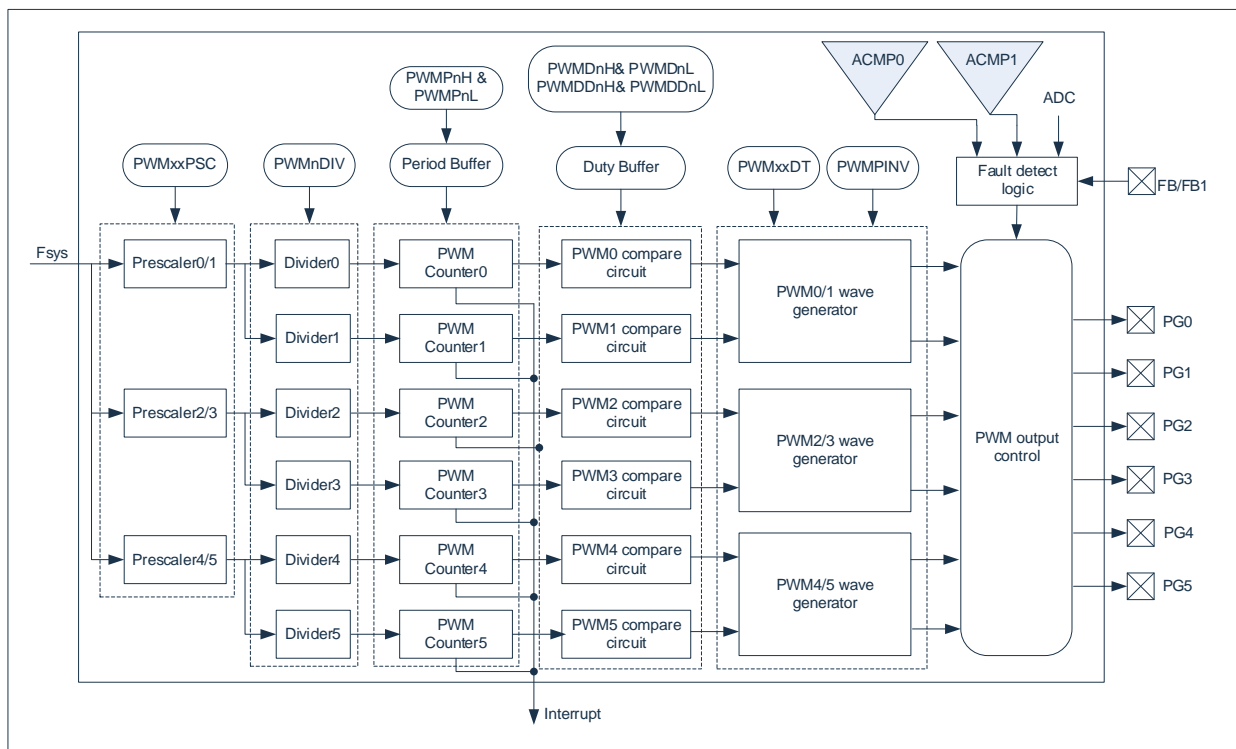 ACMP0
ACMP1
PWMPnH &
PWMPnL
PWMDnH& PWMDnL
PWMDDnH& PWMDDnL
ADC
PWMxxPSC
PWMnDIV
Period Buffer
Duty Buffer
PWMxxDT
PWMPINV
Fault detect
logic
FB/FB1
Fsys
Prescaler0/1
Divider0
PWM
Counter0
PWM0 compare
circuit
PWM0/1 wave
generator
Divider1
PWM
Counter1
PWM1 compare
circuit
Prescaler2/3
Divider2
PWM
Counter2
PWM2 compare
circuit
PWM2/3 wave
generator
Divider3
PWM
Counter3
PWM3 compare
circuit
Prescaler4/5
Divider4
PWM
Counter4
PWM4 compare
circuit
PWM4/5 wave
generator
Divider5
PWM
Counter5
PWM5 compare
circuit
PWM output
control
PG0
PG1
PG2
PG3
PG4
PG5
Interrupt